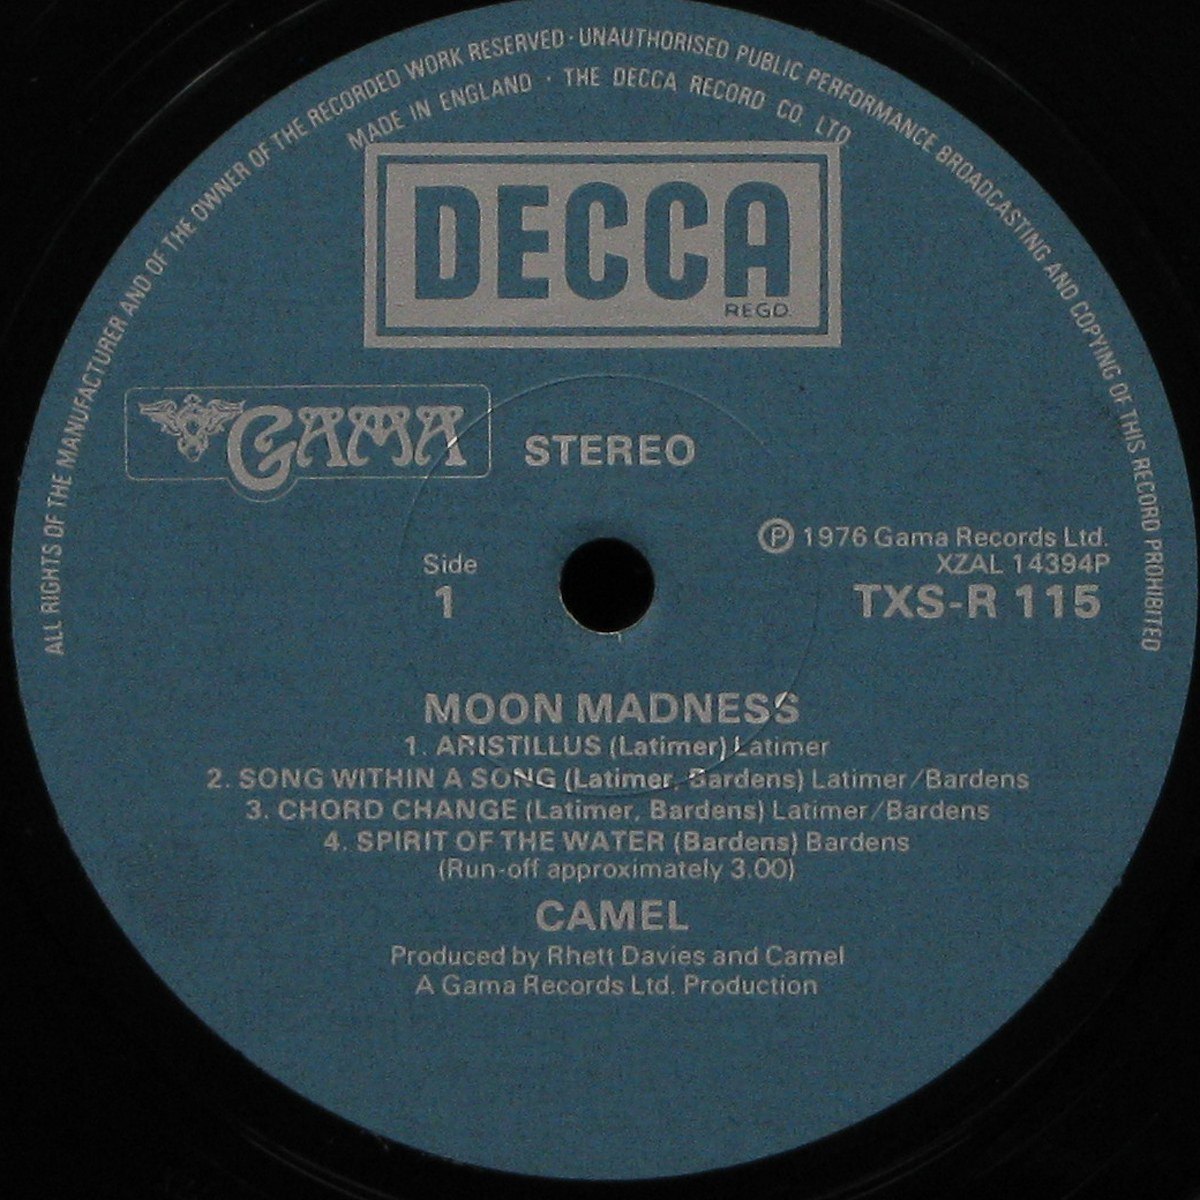 ALL RIGHTS OF THE MANUFACTURER AND OF THE OWNER OF THE RECORDED WORK RESERVED · UNAUTHORISED PUBLIC PERFORMANCE BROADCASTING AND COPYING OF THIS RECORD PROHIBITED
MADE IN ENGLAND · THE DECCA RECORD CO. LTD.
DECCA
REGD.
GAMA
STEREO
Side
1
℗ 1976 Gama Records Ltd.
XZAL 14394P
TXS-R 115
MOON MADNESS
1. ARISTILLUS (Latimer) Latimer
2. SONG WITHIN A SONG (Latimer, Bardens) Latimer/Bardens
3. CHORD CHANGE (Latimer, Bardens) Latimer/Bardens
4. SPIRIT OF THE WATER (Bardens) Bardens
(Run-off approximately 3.00)
CAMEL
Produced by Rhett Davies and Camel
A Gama Records Ltd. Production